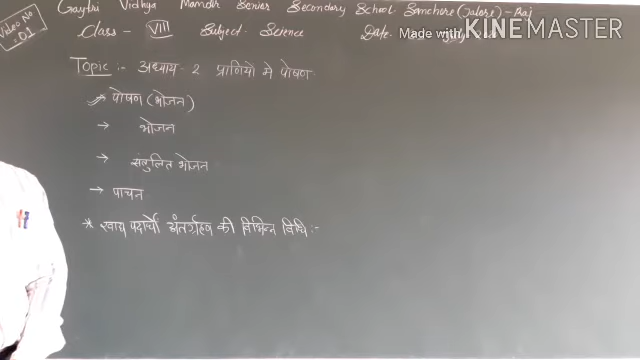 Video No
.01
Gaytri Vidhya Mandir Senior Secondary School Sanchore (Jalore) - Raj
Class - VIII Subject - Science Date -
Made with KINEMASTER
Topic :- अध्याय - 2 प्राणियो मे पोषण
→ पोषण (भोजन)
→ भोजन
→ संतुलित भोजन
→ पाचन
* खाद्य पदार्थो अंतर्ग्रहण की विभिन्न विधि :-